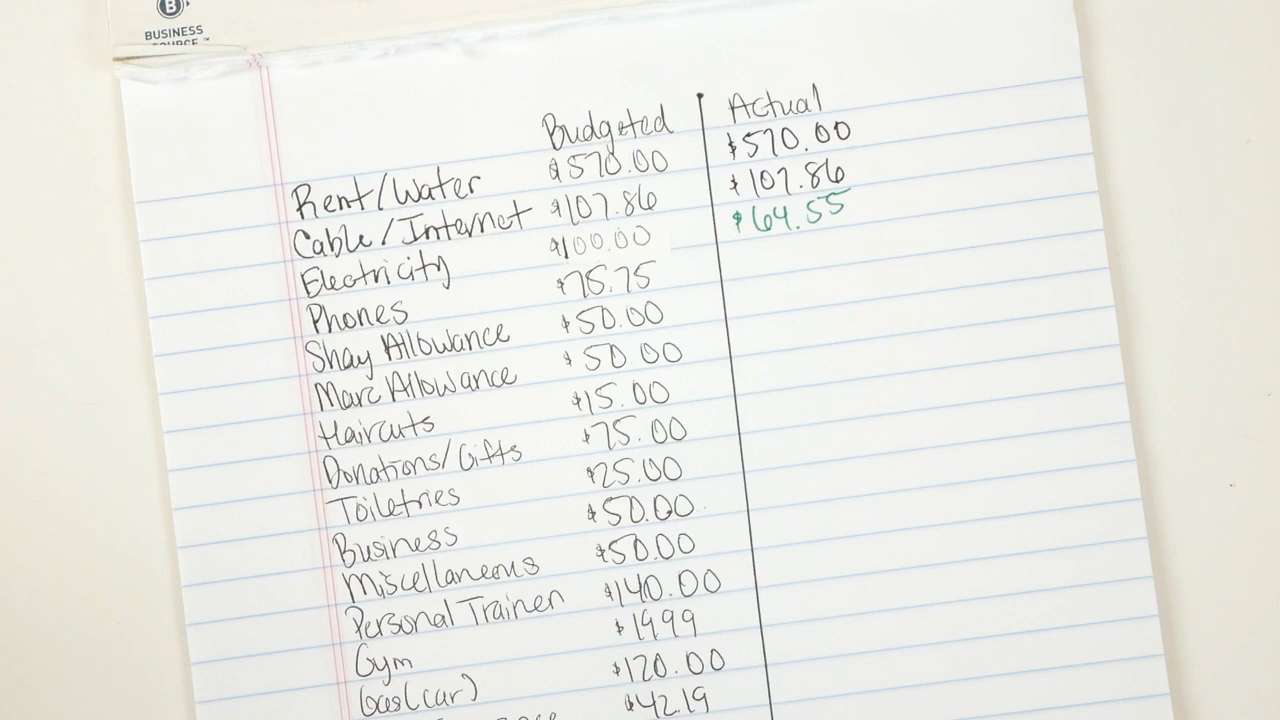 B
BUSINESS
SOURCE™
Budgeted Actual
Rent/Water $570.00 $570.00
Cable/Internet $107.86 $107.86
Electricity $100.00 $64.55
Phones $75.75
Shay Allowance $50.00
Marc Allowance $50.00
Haircuts $15.00
Donations/Gifts $75.00
Toiletries $25.00
Business $50.00
Miscellaneous $50.00
Personal Trainer $140.00
Gym $19.99
Gas(car) $120.00
$42.19